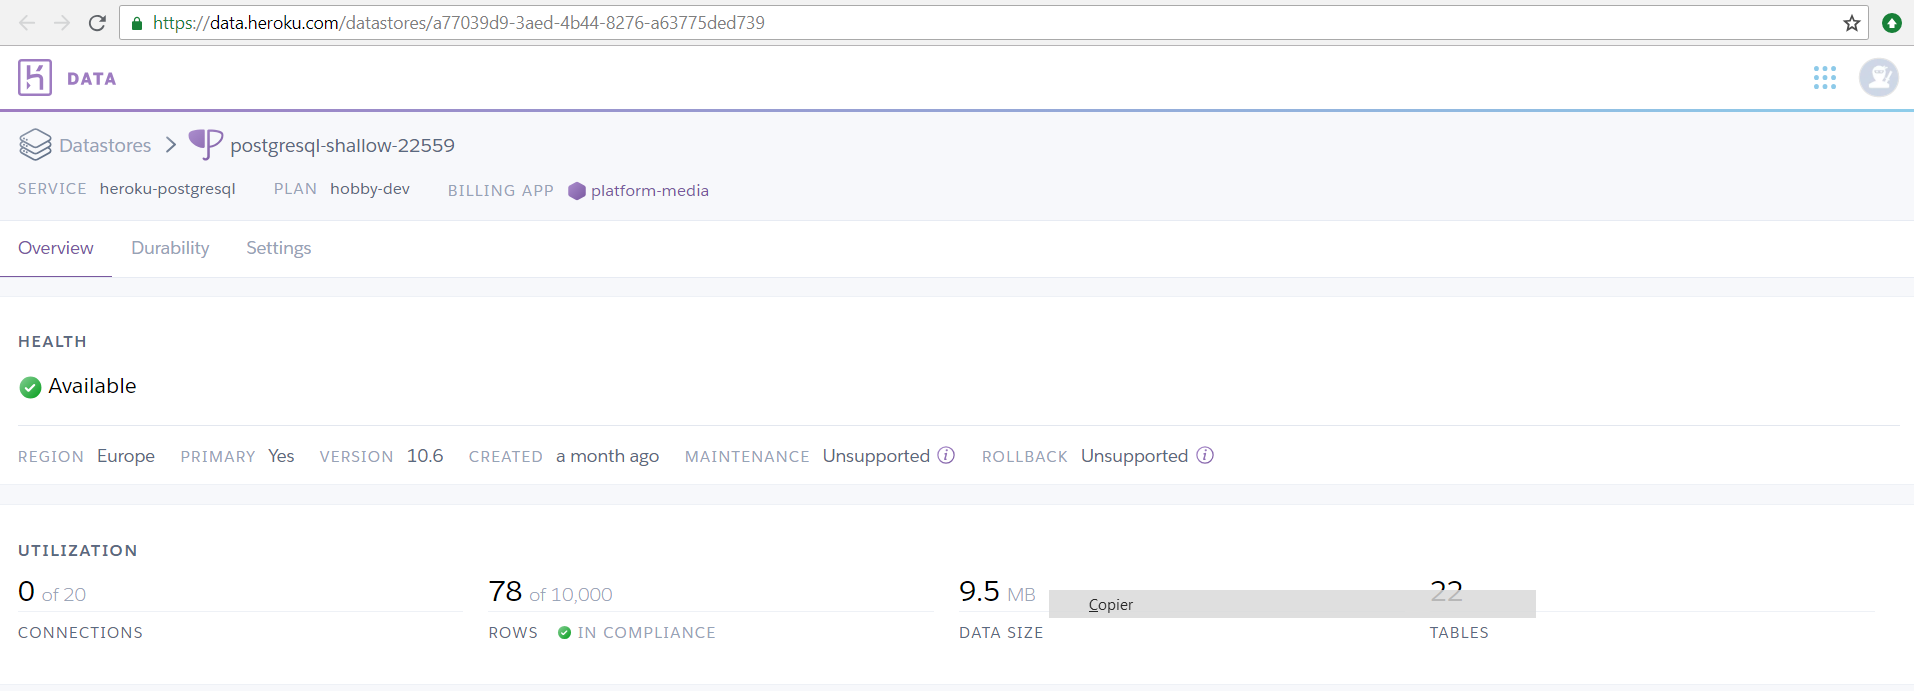 https://data.heroku.com/datastores/a77039d9-3aed-4b44-8276-a63775ded739
DATA
Datastores postgresql-shallow-22559
SERVICE heroku-postgresql PLAN hobby-dev BILLING APP platform-media
Overview Durability Settings
HEALTH
Available
REGION Europe PRIMARY Yes VERSION 10.6 CREATED a month ago MAINTENANCE Unsupported ROLLBACK Unsupported
UTILIZATION
0 of 20 78 of 10,000 9.5 MB 22
Copier
CONNECTIONS ROWS IN COMPLIANCE DATA SIZE TABLES